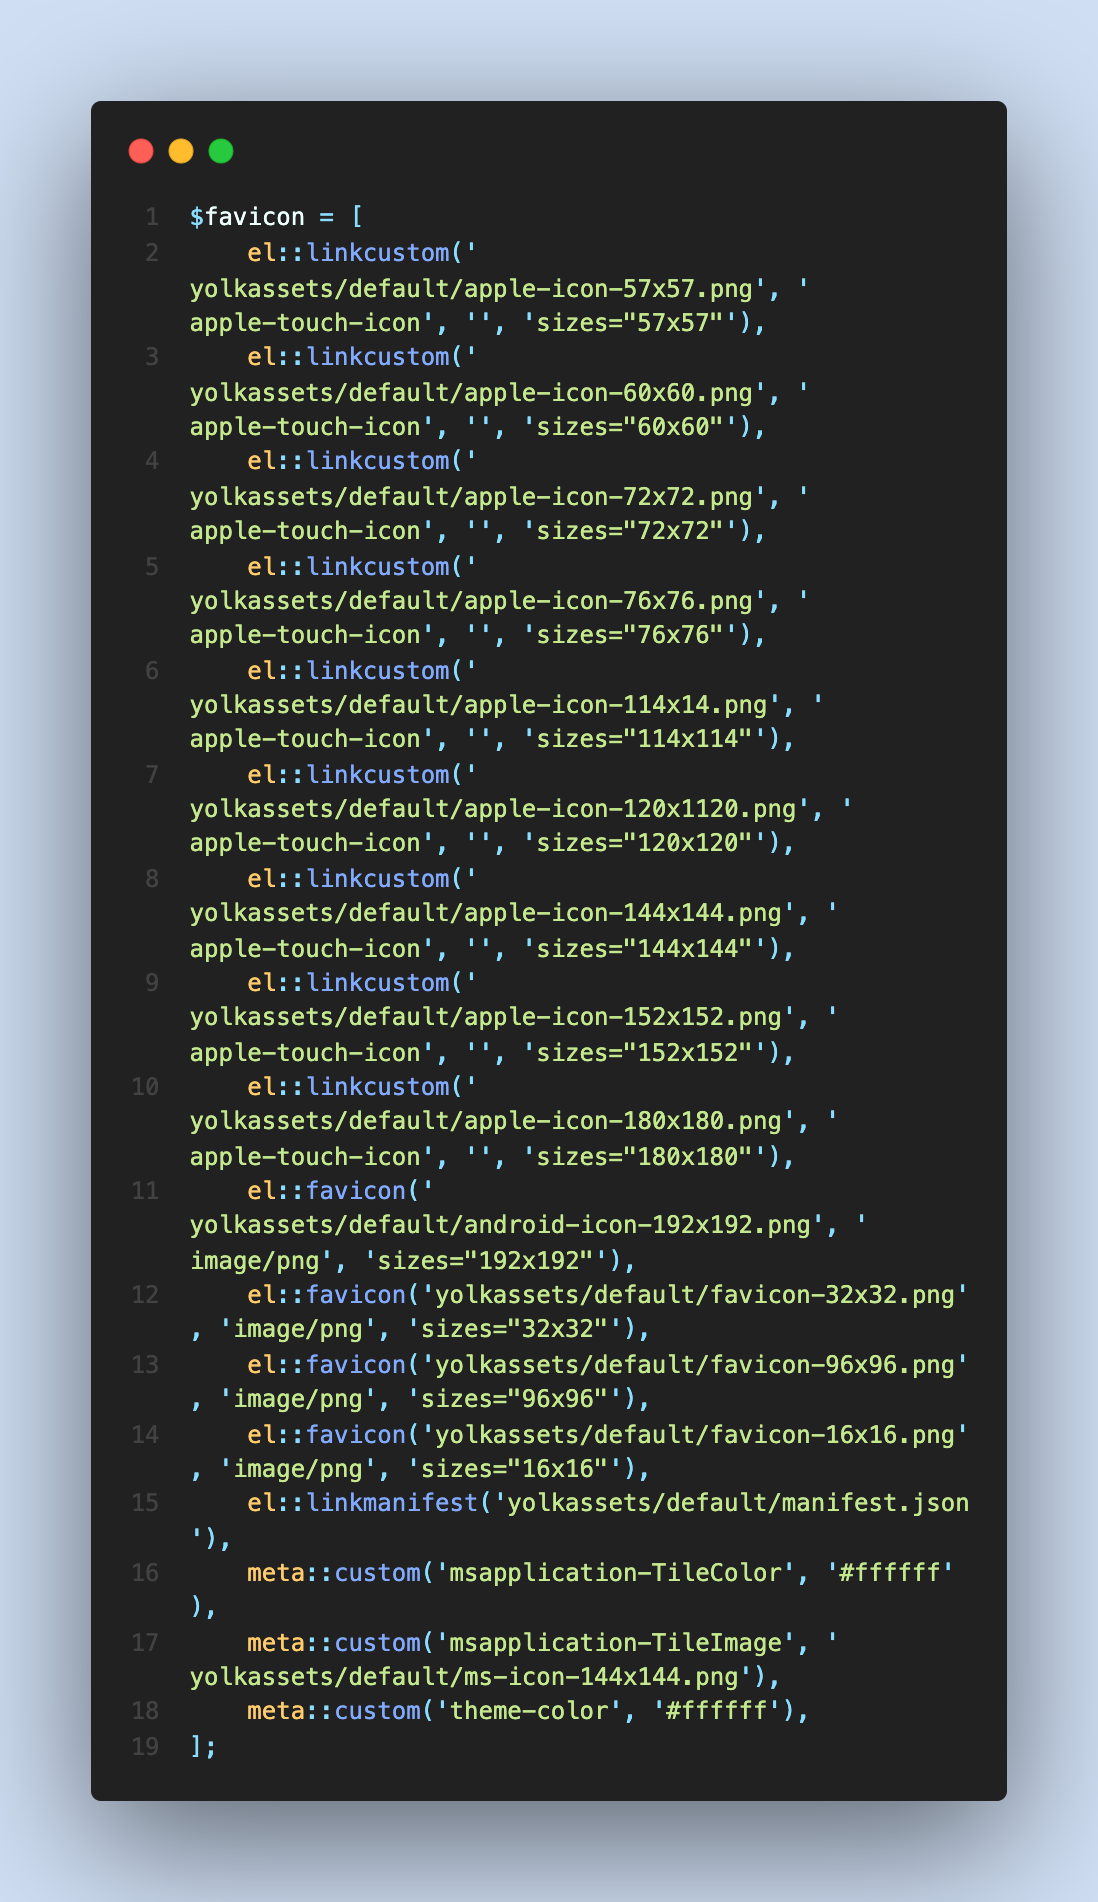 1 $favicon = [
2     el::linkcustom('
yolkassets/default/apple-icon-57x57.png', '
apple-touch-icon', '', 'sizes="57x57"'),
3     el::linkcustom('
yolkassets/default/apple-icon-60x60.png', '
apple-touch-icon', '', 'sizes="60x60"'),
4     el::linkcustom('
yolkassets/default/apple-icon-72x72.png', '
apple-touch-icon', '', 'sizes="72x72"'),
5     el::linkcustom('
yolkassets/default/apple-icon-76x76.png', '
apple-touch-icon', '', 'sizes="76x76"'),
6     el::linkcustom('
yolkassets/default/apple-icon-114x14.png', '
apple-touch-icon', '', 'sizes="114x114"'),
7     el::linkcustom('
yolkassets/default/apple-icon-120x1120.png', '
apple-touch-icon', '', 'sizes="120x120"'),
8     el::linkcustom('
yolkassets/default/apple-icon-144x144.png', '
apple-touch-icon', '', 'sizes="144x144"'),
9     el::linkcustom('
yolkassets/default/apple-icon-152x152.png', '
apple-touch-icon', '', 'sizes="152x152"'),
10     el::linkcustom('
yolkassets/default/apple-icon-180x180.png', '
apple-touch-icon', '', 'sizes="180x180"'),
11     el::favicon('
yolkassets/default/android-icon-192x192.png', '
image/png', 'sizes="192x192"'),
12     el::favicon('yolkassets/default/favicon-32x32.png'
, 'image/png', 'sizes="32x32"'),
13     el::favicon('yolkassets/default/favicon-96x96.png'
, 'image/png', 'sizes="96x96"'),
14     el::favicon('yolkassets/default/favicon-16x16.png'
, 'image/png', 'sizes="16x16"'),
15     el::linkmanifest('yolkassets/default/manifest.json
'),
16     meta::custom('msapplication-TileColor', '#ffffff'
),
17     meta::custom('msapplication-TileImage', '
yolkassets/default/ms-icon-144x144.png'),
18     meta::custom('theme-color', '#ffffff'),
19 ];